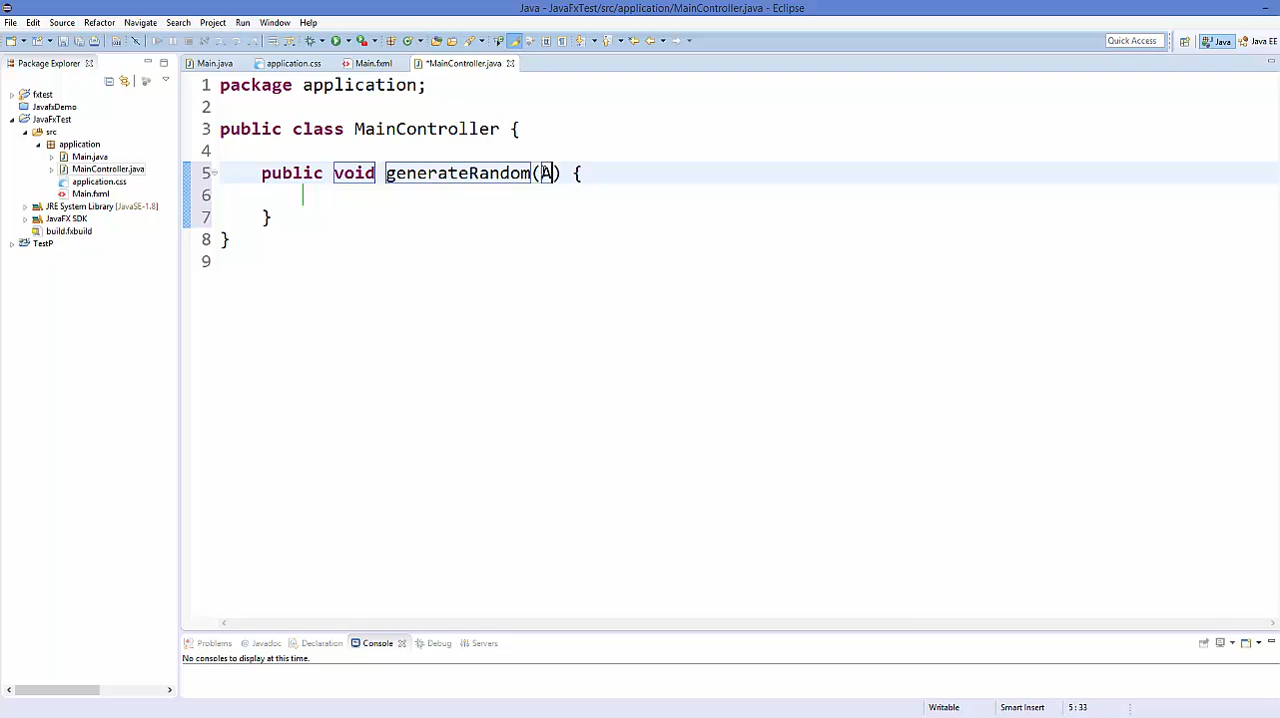 Java - JavaFxTest/src/application/MainController.java - Eclipse
File Edit Source Refactor Navigate Search Project Run Window Help
Quick Access Java Java EE
Package Explorer
Main.java application.css Main.fxml *MainController.java
fxtest
JavafxDemo
JavaFxTest
src
application
Main.java
MainController.java
application.css
Main.fxml
JRE System Library [JavaSE-1.8]
JavaFX SDK
build.fxbuild
TestP
1 package application;
2
3 public class MainController {
4
5 public void generateRandom(A) {
6
7 }
8 }
9
Problems @ Javadoc Declaration Console Debug Servers
No consoles to display at this time.
Writable Smart Insert 5 : 33